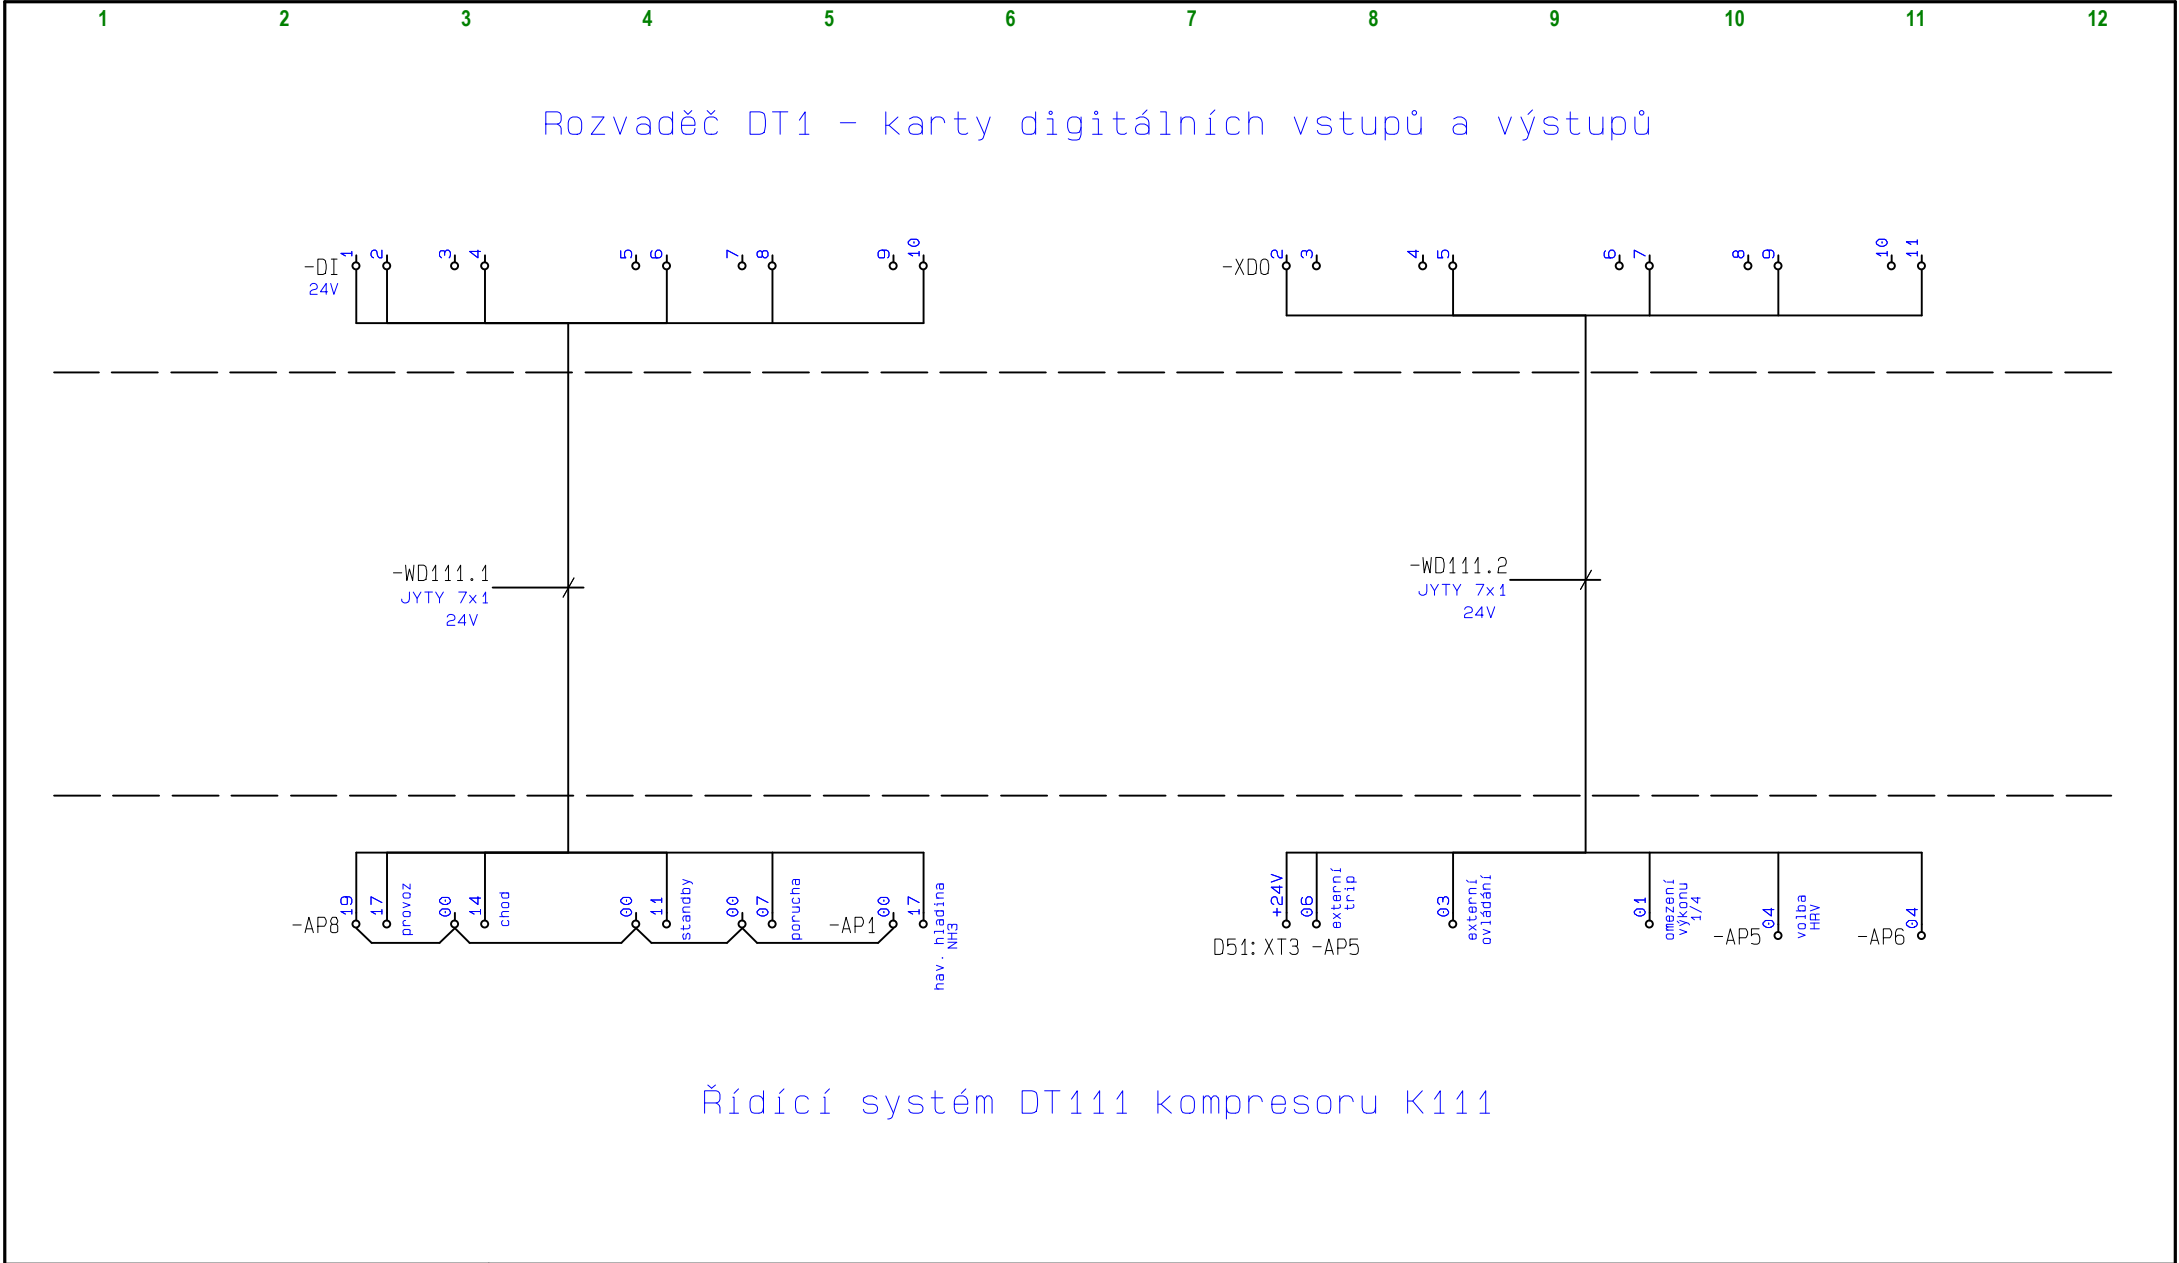 1 2 3 4 5 6 7 8 9 10 11 12
Rozvaděč DT1 - karty digitálních vstupů a výstupů
-DI 1 2 3 4 5 6 7 8 9 10
24V
-XDO 2 3 4 5 6 7 8 9 10 11
-WD111.1
JYTY 7x1
24V
-WD111.2
JYTY 7x1
24V
-AP8 19 17 provoz 00 14 chod 00 11 standby 00 07 porucha -AP1 00 17 hav. hladina
NH3
+24V 06 externí
trip
03 externí
ovládání
01 omezení
výkonu
1/4
-AP5 04 volba
HRV
-AP6 04
D51:XT3 -AP5
Řídící systém DT111 kompresoru K111